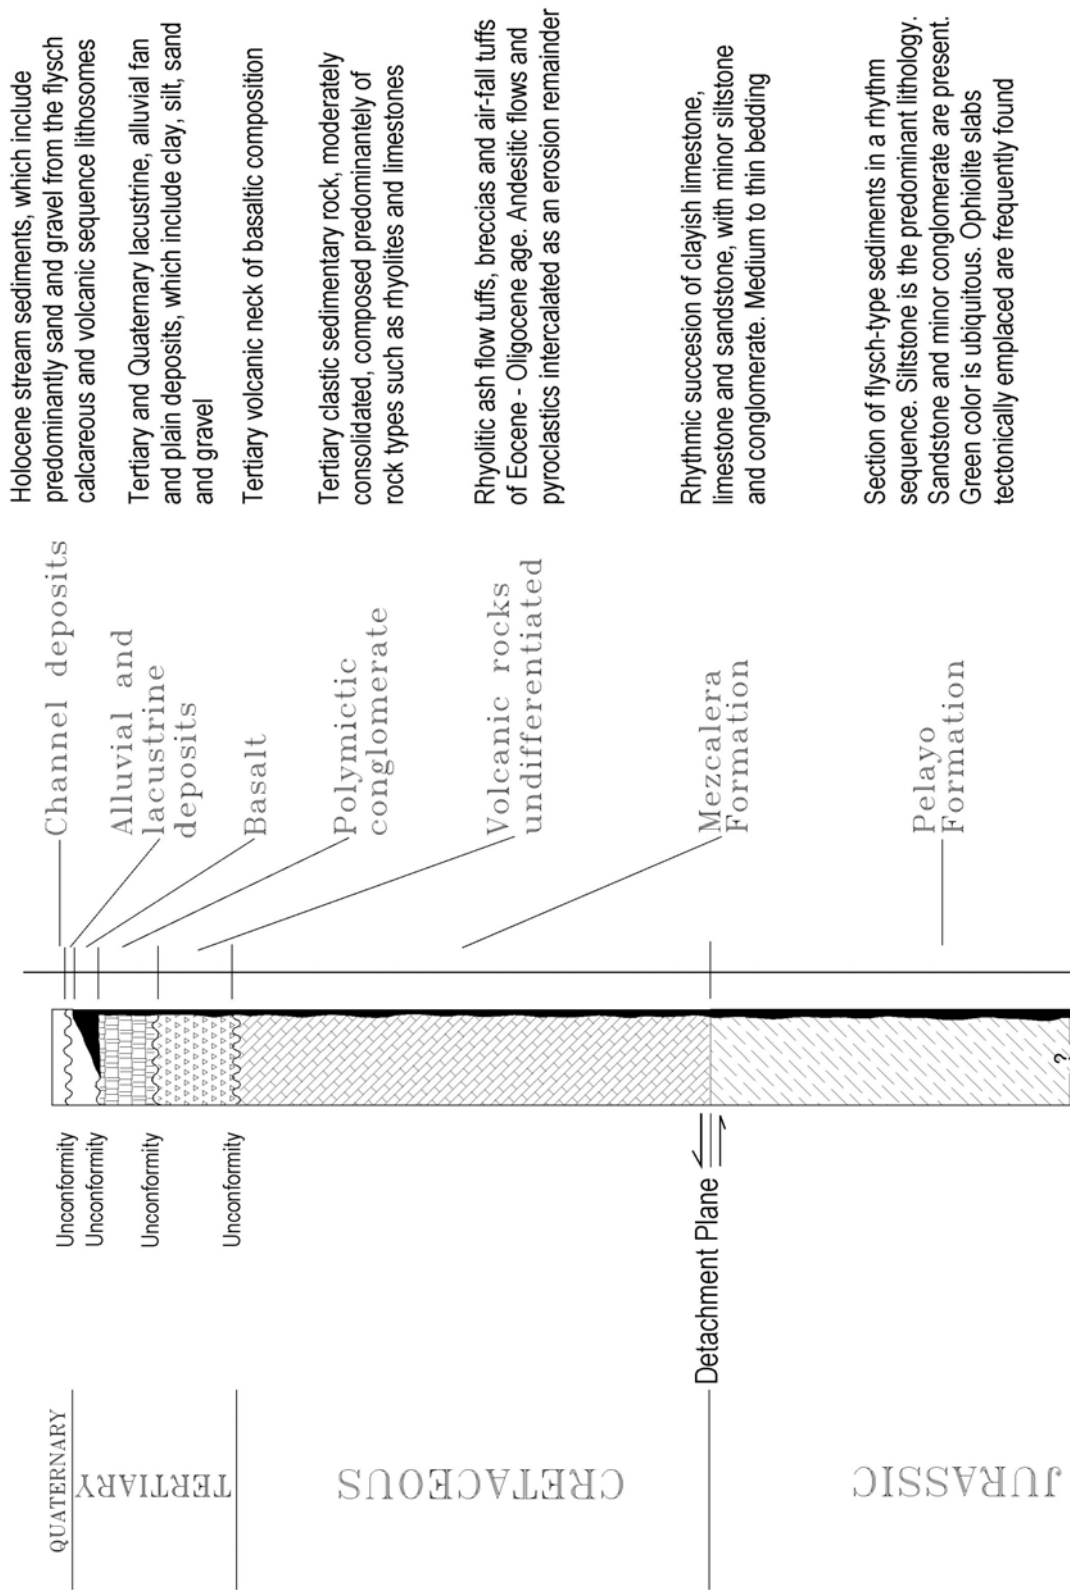 QUATERNARY
TERTIARY
CRETACEOUS
JURASSIC
Unconformity
Unconformity
Unconformity
Unconformity
Detachment Plane
?
Channel deposits
Alluvial and
lacustrine
deposits
Basalt
Polymictic
conglomerate
Volcanic rocks
undifferentiated
Mezcalera
Formation
Pelayo
Formation
Holocene stream sediments, which include
predominantly sand and gravel from the flysch
calcareous and volcanic sequence lithosomes
Tertiary and Quaternary lacustrine, alluvial fan
and plain deposits, which include clay, silt, sand
and gravel
Tertiary volcanic neck of basaltic composition
Tertiary clastic sedimentary rock, moderately
consolidated, composed predominantely of
rock types such as rhyolites and limestones
Rhyolitic ash flow tuffs, breccias and air-fall tuffs
of Eocene - Oligocene age. Andesitic flows and
pyroclastics intercalated as an erosion remainder
Rhythmic succesion of clayish limestone,
limestone and sandstone, with minor siltstone
and conglomerate. Medium to thin bedding
Section of flysch-type sediments in a rhythm
sequence. Siltstone is the predominant lithology.
Sandstone and minor conglomerate are present.
Green color is ubiquitous. Ophiolite slabs
tectonically emplaced are frequently found